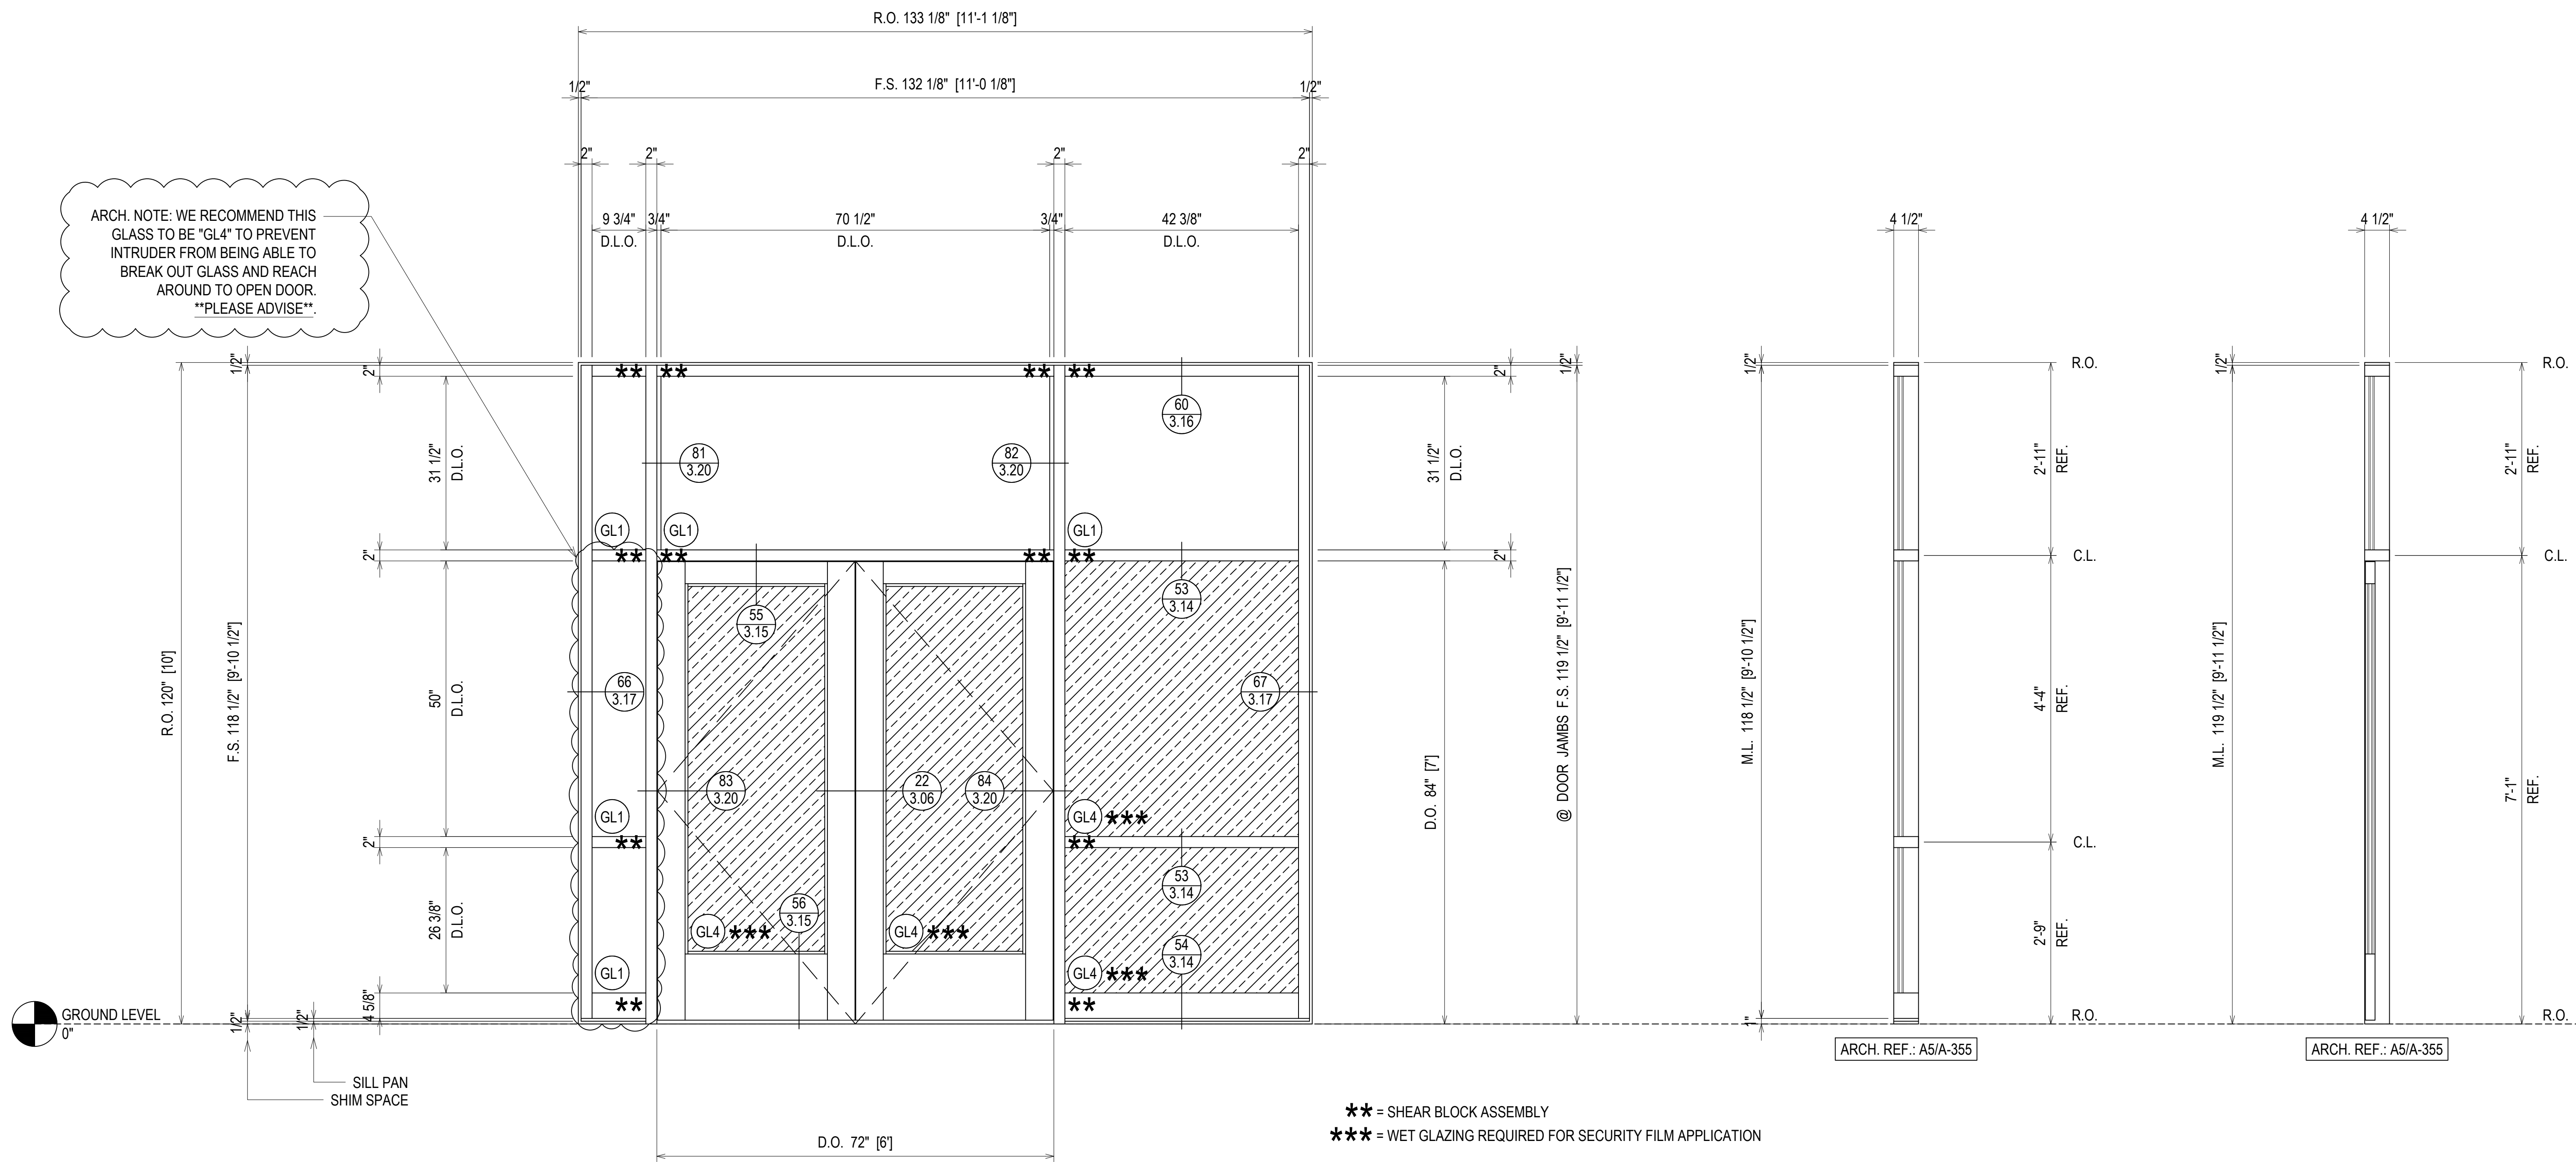 R.O. 133 1/8" [11'-1 1/8"]
F.S. 132 1/8" [11'-0 1/8"]
1/2"
1/2"
2"
2"
2"
2"
9 3/4"
D.L.O.
3/4"
70 1/2"
D.L.O.
3/4"
42 3/8"
D.L.O.
4 1/2"
4 1/2"
ARCH. NOTE: WE RECOMMEND THIS
GLASS TO BE "GL4" TO PREVENT
INTRUDER FROM BEING ABLE TO
BREAK OUT GLASS AND REACH
AROUND TO OPEN DOOR.
**PLEASE ADVISE**.
R.O. 120" [10']
1/2"
F.S. 118 1/2" [9'-10 1/2"]
1/2"
1/2"
2"
31 1/2"
D.L.O.
2"
50"
D.L.O.
2"
26 3/8"
D.L.O.
4 5/8"
GROUND LEVEL
0"
SILL PAN
SHIM SPACE
** ** ** **
60
3.16
81
3.20
82
3.20
GL1
GL1
GL1
** ** ** **
55
3.15
53
3.14
66
3.17
67
3.17
83
3.20
22
3.06
84
3.20
GL1
GL4 ***
** **
53
3.14
56
3.15
GL4 ***
GL4 ***
54
3.14
GL1
GL4 ***
** **
D.O. 72" [6']
31 1/2"
D.L.O.
2"
2"
D.O. 84" [7']
1/2"
@ DOOR JAMBS F.S. 119 1/2" [9'-11 1/2"]
1/2"
M.L. 118 1/2" [9'-10 1/2"]
1"
R.O.
2'-11"
REF.
C.L.
4'-4"
REF.
C.L.
2'-9"
REF.
R.O.
ARCH. REF.: A5/A-355
1/2"
M.L. 119 1/2" [9'-11 1/2"]
R.O.
2'-11"
REF.
C.L.
7'-1"
REF.
R.O.
ARCH. REF.: A5/A-355
** = SHEAR BLOCK ASSEMBLY
*** = WET GLAZING REQUIRED FOR SECURITY FILM APPLICATION